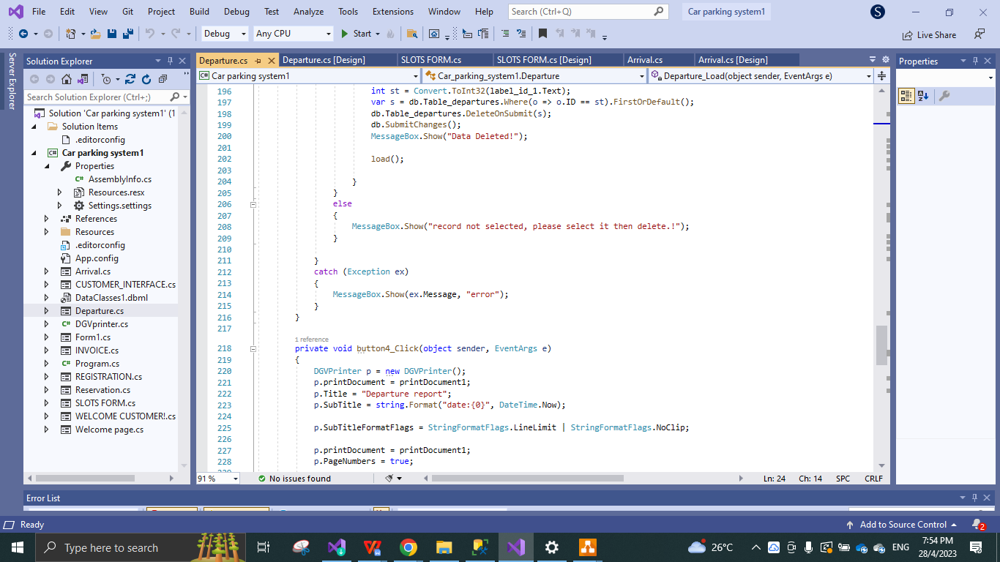 File Edit View Git Project Build Debug Test Analyze Tools Extensions Window Help Search (Ctrl+Q) Car parking system1 S
Debug Any CPU Start Live Share
Server Explorer
Solution Explorer
Search Solution Explorer (Ctrl+;)
Solution 'Car parking system1' (1
Solution Items
.editorconfig
Car parking system1
Properties
AssemblyInfo.cs
Resources.resx
Settings.settings
References
Resources
.editorconfig
App.config
Arrival.cs
CUSTOMER_INTERFACE.cs
DataClasses1.dbml
Departure.cs
DGVprinter.cs
Form1.cs
INVOICE.cs
Program.cs
REGISTRATION.cs
Reservation.cs
SLOTS FORM.cs
WELCOME CUSTOMER!.cs
Welcome page.cs
Departure.cs Departure.cs [Design] SLOTS FORM.cs SLOTS FORM.cs [Design] Arrival.cs Arrival.cs [Design]
Car parking system1 Car_parking_system1.Departure Departure_Load(object sender, EventArgs e)
196 int st = Convert.ToInt32(label_id_1.Text);
197 var s = db.Table_departures.Where(o => o.ID == st).FirstOrDefault();
198 db.Table_departures.DeleteOnSubmit(s);
199 db.SubmitChanges();
200 MessageBox.Show("Data Deleted!");
201
202 load();
203
204 }
205 }
206 else
207 {
208 MessageBox.Show("record not selected, please select it then delete.!");
209 }
210
211 }
212 catch (Exception ex)
213 {
214 MessageBox.Show(ex.Message, "error");
215 }
216 }
217
1 reference
218 private void button4_Click(object sender, EventArgs e)
219 {
220 DGVPrinter p = new DGVPrinter();
221 p.printDocument = printDocument1;
222 p.Title = "Departure report";
223 p.SubTitle = string.Format("date:{0}", DateTime.Now);
224
225 p.SubTitleFormatFlags = StringFormatFlags.LineLimit | StringFormatFlags.NoClip;
226
227 p.printDocument = printDocument1;
228 p.PageNumbers = true;
91 % No issues found Ln: 24 Ch: 14 SPC CRLF
Properties
Error List
Ready Add to Source Control 2
Type here to search 26°C ENG 7:54 PM
28/4/2023